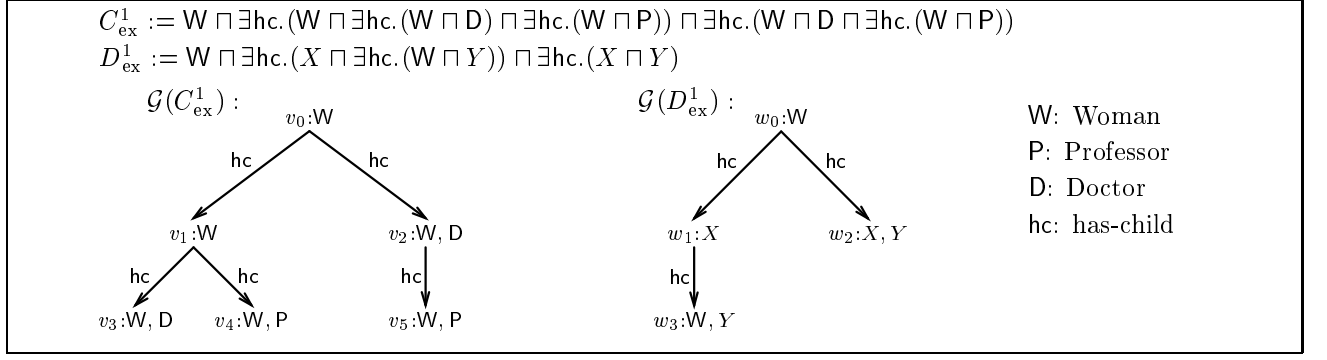 C¹ₑₓ := W ⊓ ∃hc.(W ⊓ ∃hc.(W ⊓ D) ⊓ ∃hc.(W ⊓ P)) ⊓ ∃hc.(W ⊓ D ⊓ ∃hc.(W ⊓ P))
D¹ₑₓ := W ⊓ ∃hc.(X ⊓ ∃hc.(W ⊓ Y)) ⊓ ∃hc.(X ⊓ Y)
𝒢(C¹ₑₓ) :
v₀:W
hc
hc
v₁:W
v₂:W, D
hc
hc
hc
v₃:W, D
v₄:W, P
v₅:W, P
𝒢(D¹ₑₓ) :
w₀:W
hc
hc
w₁:X
w₂:X, Y
hc
w₃:W, Y
W: Woman
P: Professor
D: Doctor
hc: has-child